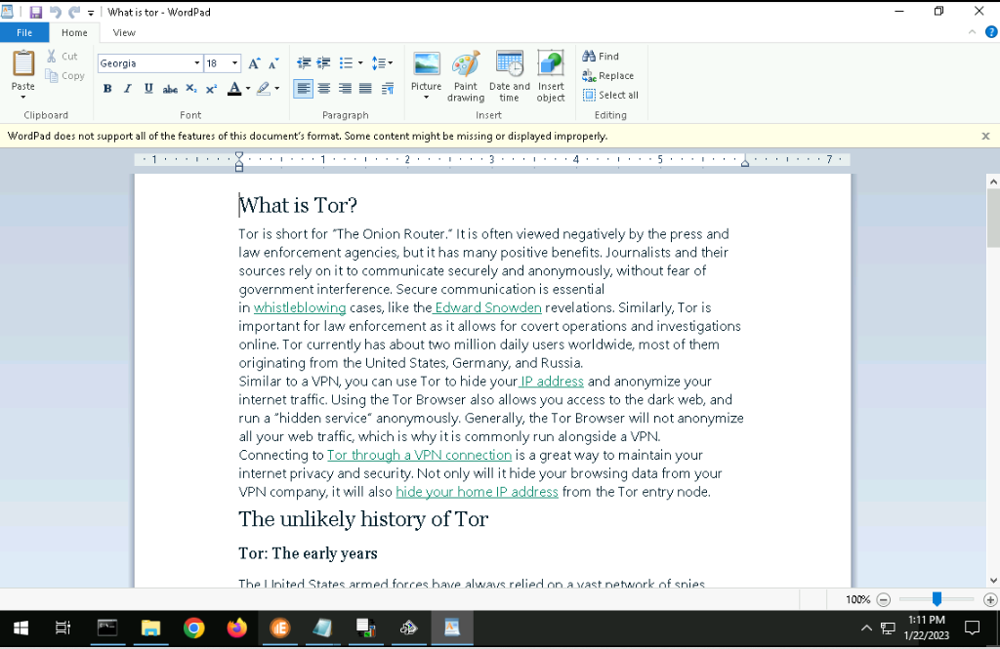 What is tor - WordPad
File Home View
Cut
Copy
Paste
Georgia 18
B I U abc X₂ X² A
Picture
Paint drawing
Date and time
Insert object
Find
Replace
Select all
Clipboard Font Paragraph Insert Editing
WordPad does not support all of the features of this document's format. Some content might be missing or displayed improperly.
1 1 2 3 4 5 7
What is Tor?
Tor is short for "The Onion Router." It is often viewed negatively by the press and
law enforcement agencies, but it has many positive benefits. Journalists and their
sources rely on it to communicate securely and anonymously, without fear of
government interference. Secure communication is essential
in whistleblowing cases, like the Edward Snowden revelations. Similarly, Tor is
important for law enforcement as it allows for covert operations and investigations
online. Tor currently has about two million daily users worldwide, most of them
originating from the United States, Germany, and Russia.
Similar to a VPN, you can use Tor to hide your IP address and anonymize your
internet traffic. Using the Tor Browser also allows you access to the dark web, and
run a "hidden service" anonymously. Generally, the Tor Browser will not anonymize
all your web traffic, which is why it is commonly run alongside a VPN.
Connecting to Tor through a VPN connection is a great way to maintain your
internet privacy and security. Not only will it hide your browsing data from your
VPN company, it will also hide your home IP address from the Tor entry node.
The unlikely history of Tor
Tor: The early years
The United States armed forces have always relied on a vast network of spies
100%
1:11 PM
1/22/2023